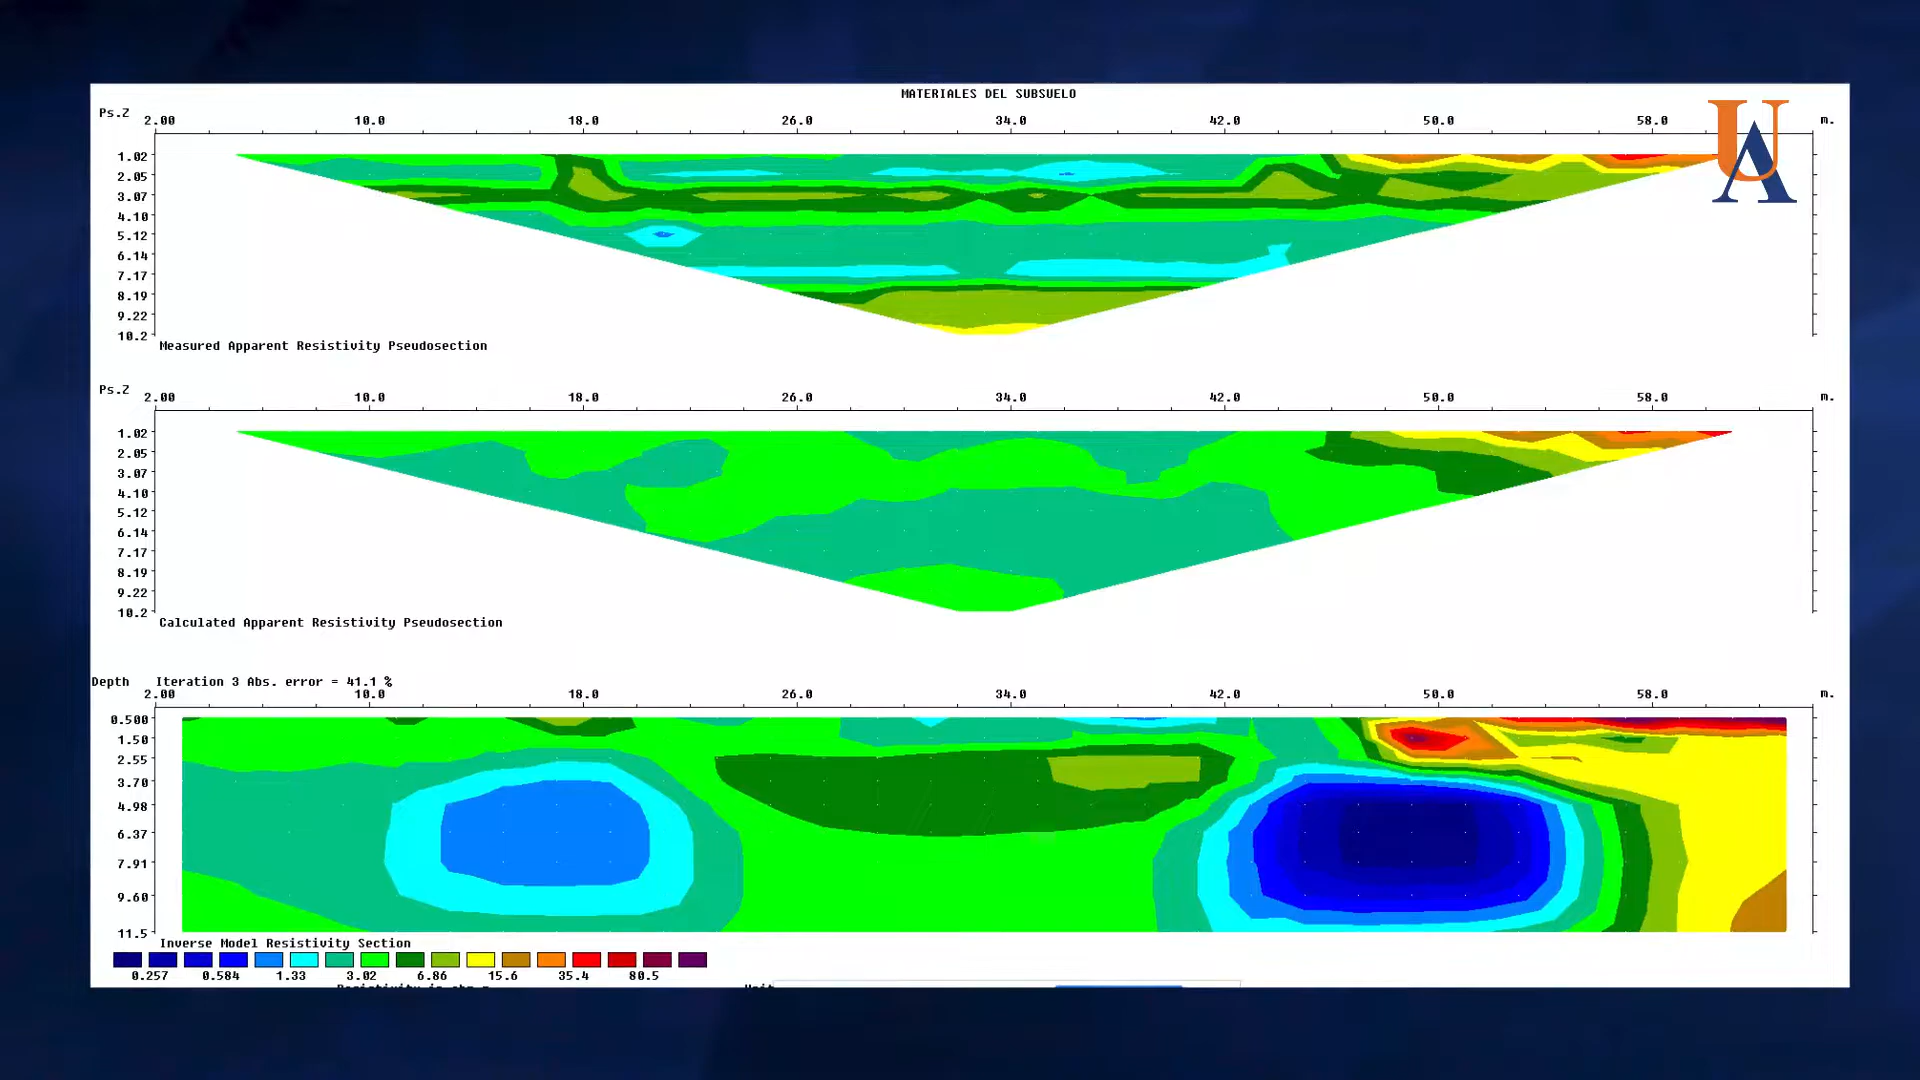 MATERIALES DEL SUBSUELO
Ps.Z
2.00 10.0 18.0 26.0 34.0 42.0 50.0 58.0 m.
1.02
2.05
3.07
4.10
5.12
6.14
7.17
8.19
9.22
10.2
Measured Apparent Resistivity Pseudosection
UA
Ps.Z
2.00 10.0 18.0 26.0 34.0 42.0 50.0 58.0 m.
1.02
2.05
3.07
4.10
5.12
6.14
7.17
8.19
9.22
10.2
Calculated Apparent Resistivity Pseudosection
Depth Iteration 3 Abs. error = 41.1 %
2.00 10.0 18.0 26.0 34.0 42.0 50.0 58.0 m.
0.500
1.50
2.55
3.70
4.98
6.37
7.91
9.60
11.5
Inverse Model Resistivity Section
0.257 0.584 1.33 3.02 6.86 15.6 35.4 80.5